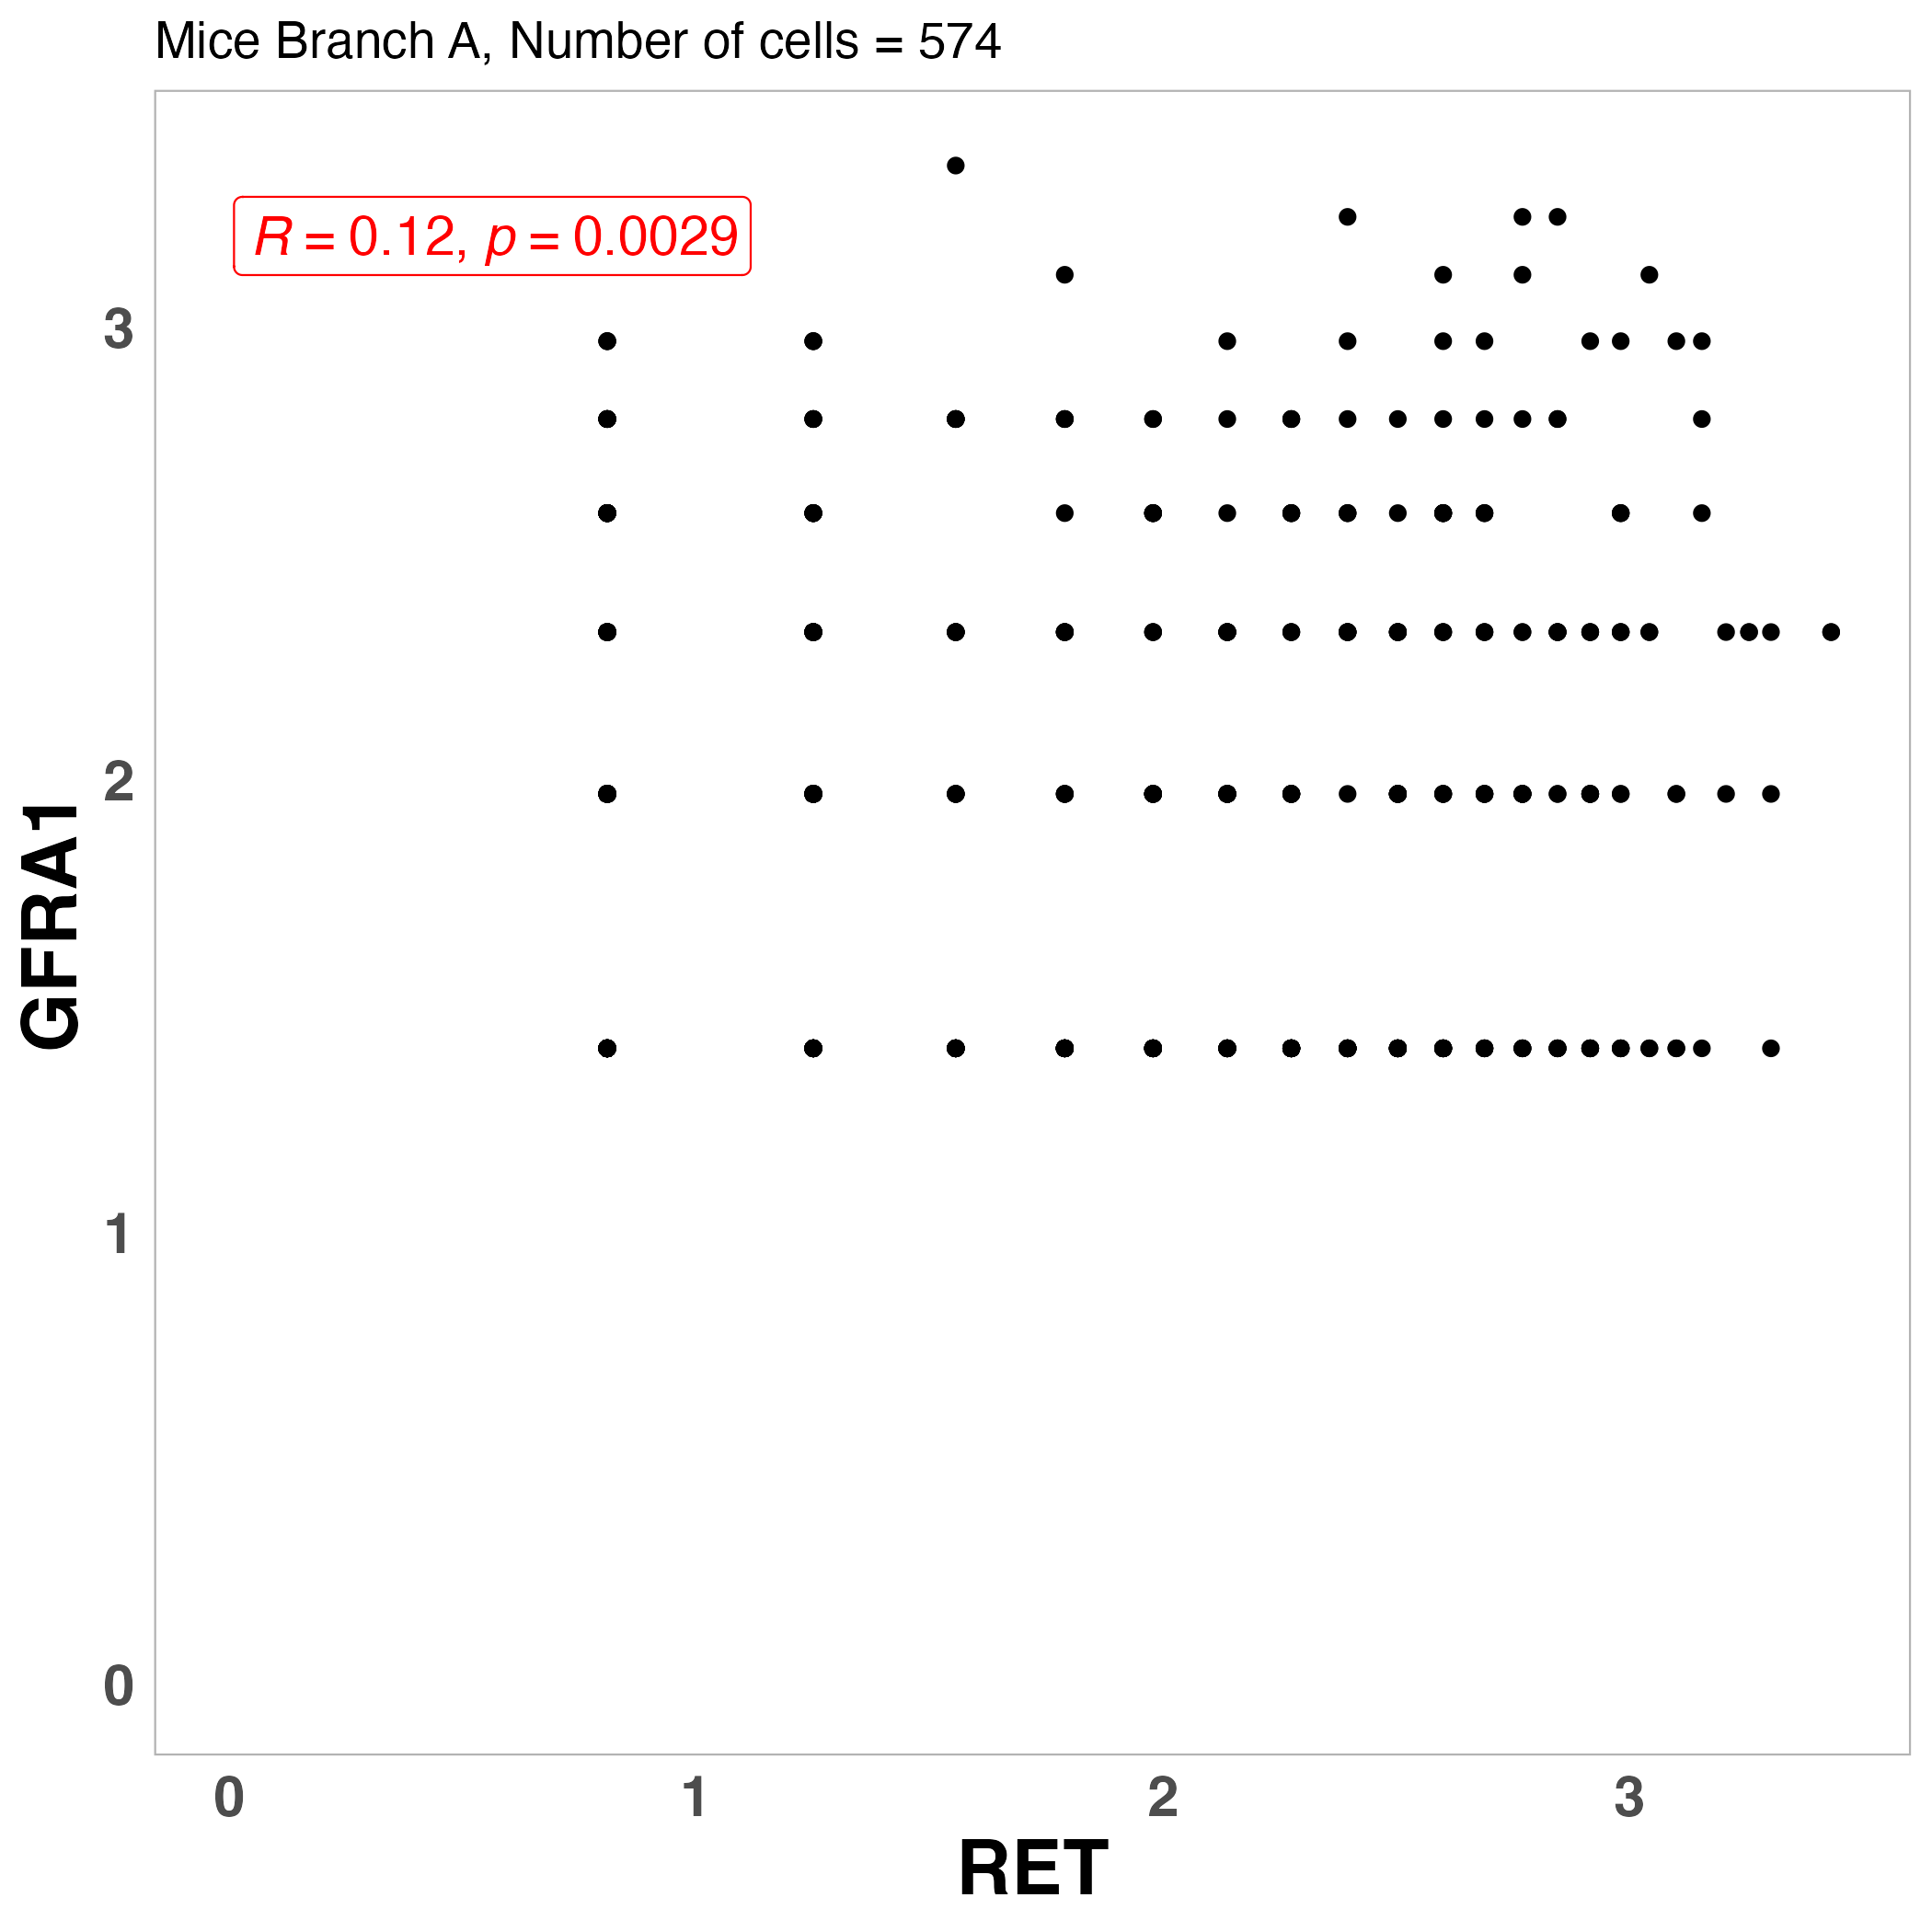 Mice Branch A, Number of cells = 574
R = 0.12, p = 0.0029
3
2
1
0
GFRA1
0 1 2 3
RET